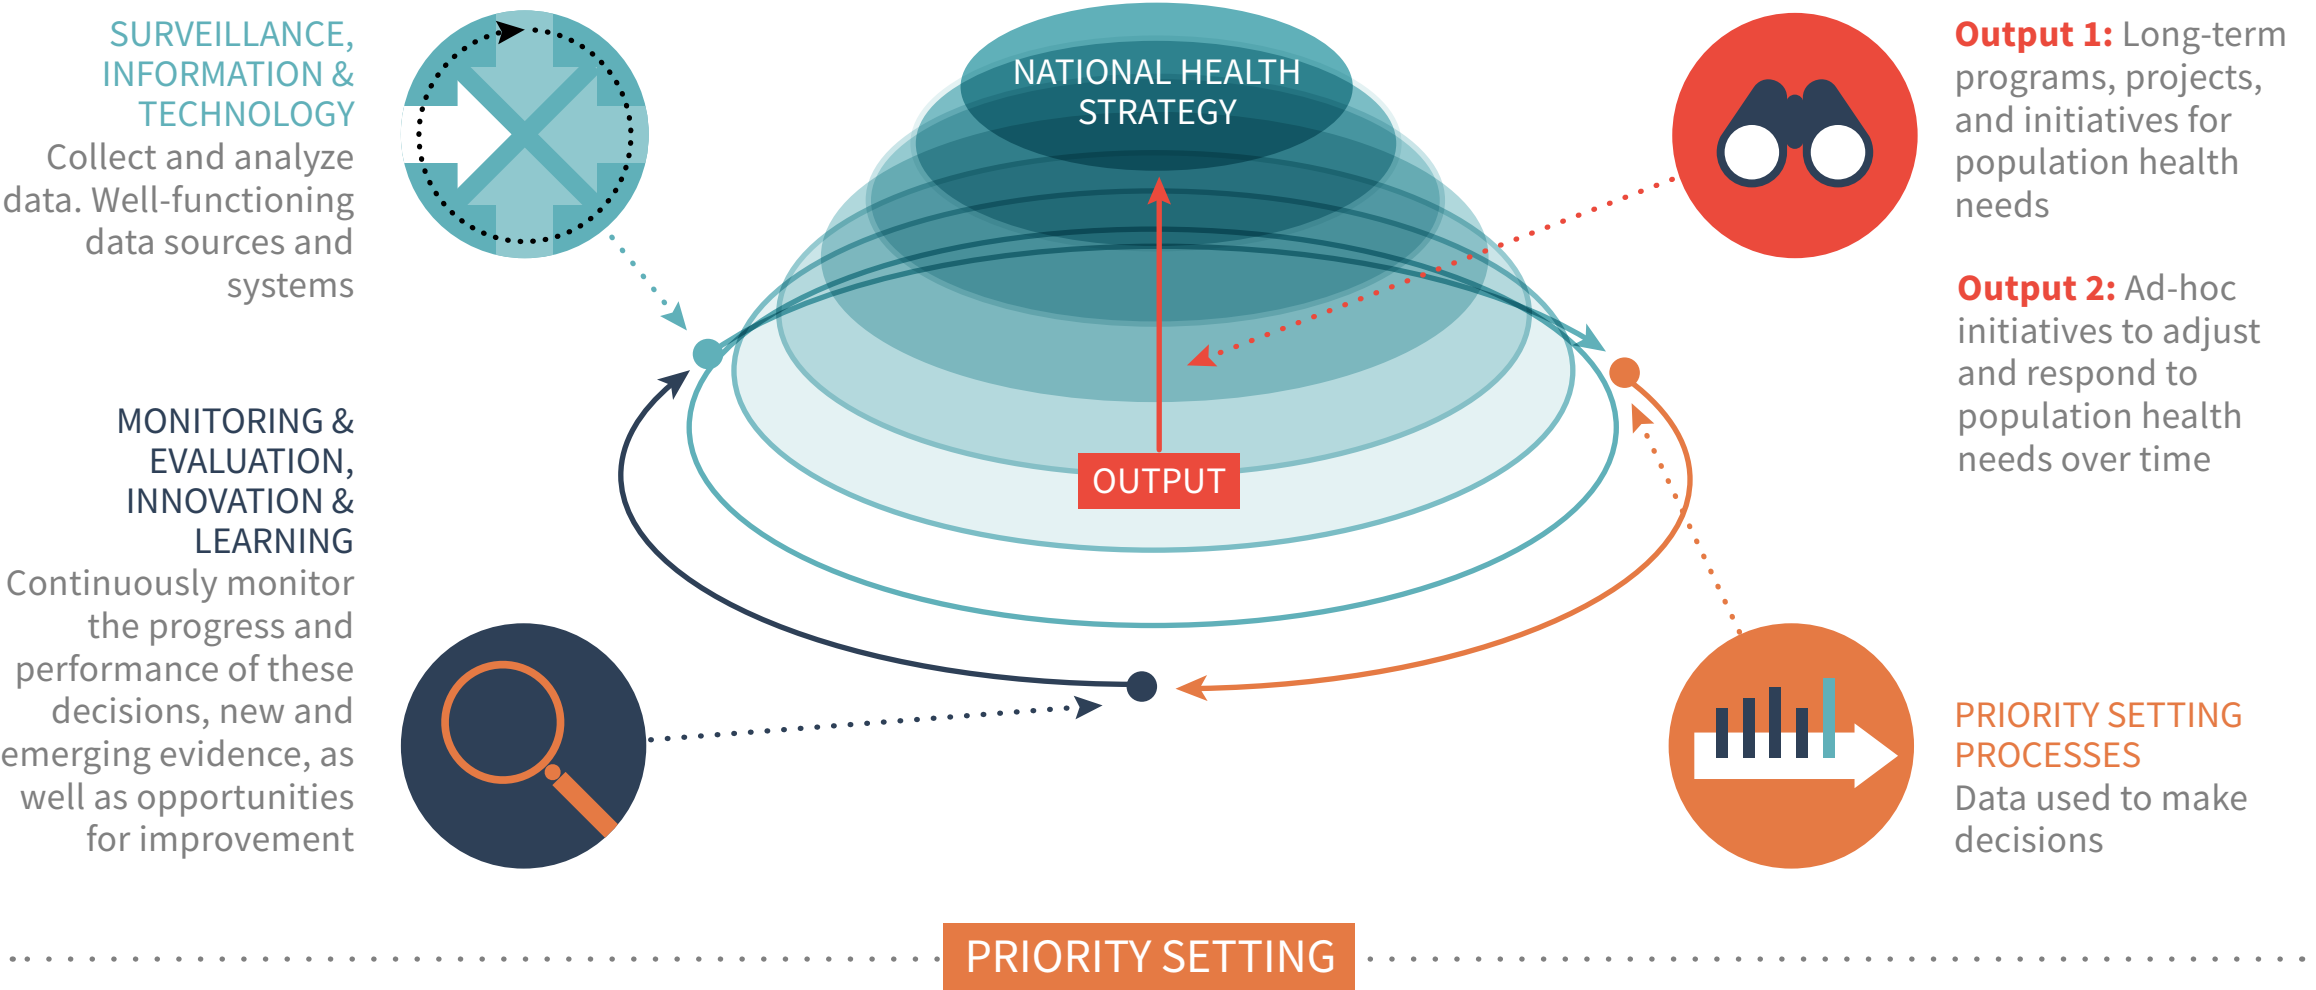 SURVEILLANCE,
INFORMATION &
TECHNOLOGY
Collect and analyze
data. Well-functioning
data sources and
systems
MONITORING &
EVALUATION,
INNOVATION &
LEARNING
Continuously monitor
the progress and
performance of these
decisions, new and
emerging evidence, as
well as opportunities
for improvement
NATIONAL HEALTH
STRATEGY
OUTPUT
Output 1: Long-term
programs, projects,
and initiatives for
population health
needs
Output 2: Ad-hoc
initiatives to adjust
and respond to
population health
needs over time
PRIORITY SETTING
PROCESSES
Data used to make
decisions
PRIORITY SETTING